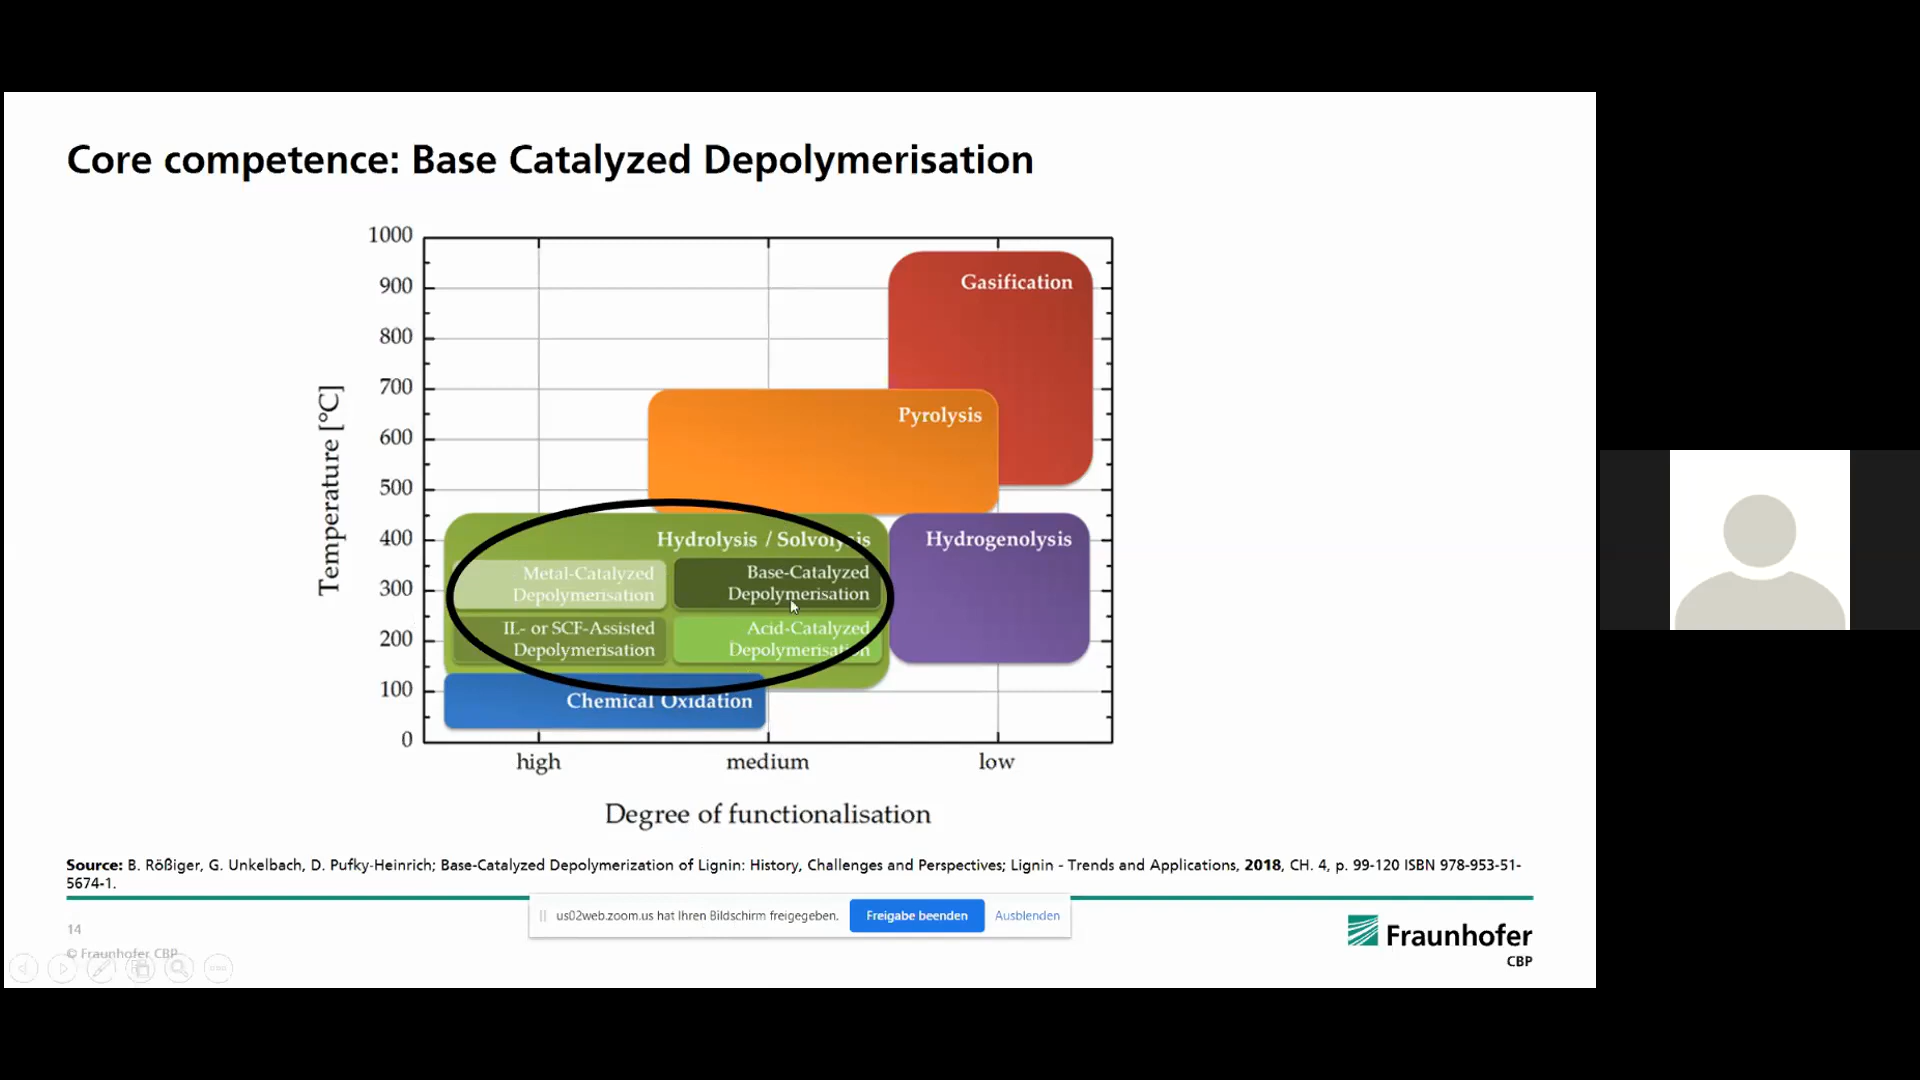 Core competence: Base Catalyzed Depolymerisation
1000
900
800
700
600
500
400
300
200
100
0
Temperature [°C]
Gasification
Pyrolysis
Hydrolysis / Solvolysis
Hydrogenolysis
Metal-Catalyzed
Depolymerisation
Base-Catalyzed
Depolymerisation
IL- or SCF-Assisted
Depolymerisation
Acid-Catalyzed
Depolymerisation
Chemical Oxidation
high medium low
Degree of functionalisation
Source: B. Rößiger, G. Unkelbach, D. Pufky-Heinrich; Base-Catalyzed Depolymerization of Lignin: History, Challenges and Perspectives; Lignin - Trends and Applications, 2018, CH. 4, p. 99-120 ISBN 978-953-51-
5674-1.
us02web.zoom.us hat Ihren Bildschirm freigegeben. Freigabe beenden Ausblenden
14
© Fraunhofer CBP
Fraunhofer
CBP